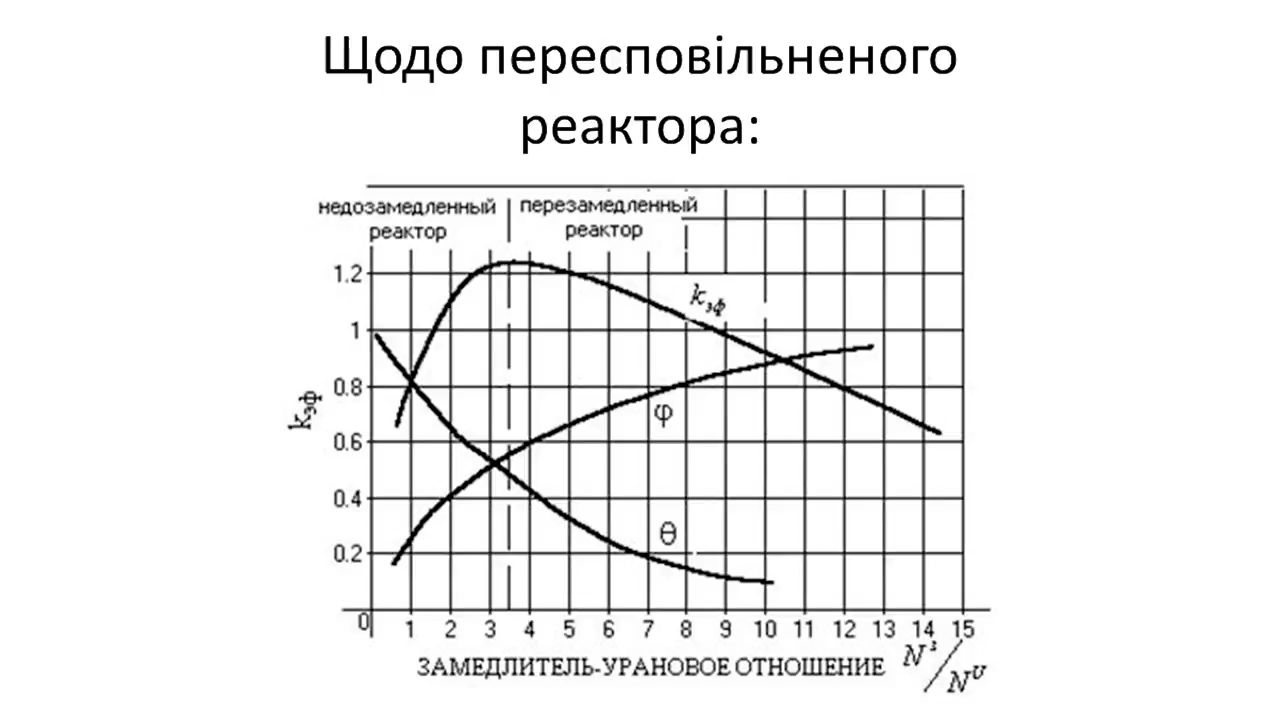 Щодо пересповільненого
реактора:
недозамедленный
реактор
перезамедленный
реактор
1.2
1
0.8
0.6
0.4
0.2
0
kэф
kэф
φ
θ
1 2 3 4 5 6 7 8 9 10 11 12 13 14 15
ЗАМЕДЛИТЕЛЬ-УРАНОВОЕ ОТНОШЕНИЕ N³/Nᵁ